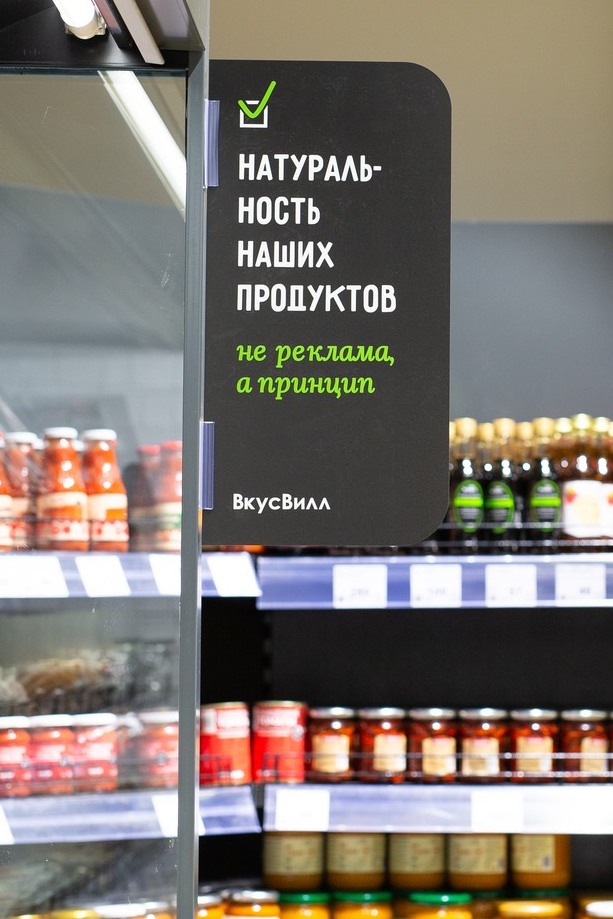 НАТУРАЛЬ-
НОСТЬ
НАШИХ
ПРОДУКТОВ
не реклама,
а принцип
ВкусВилл